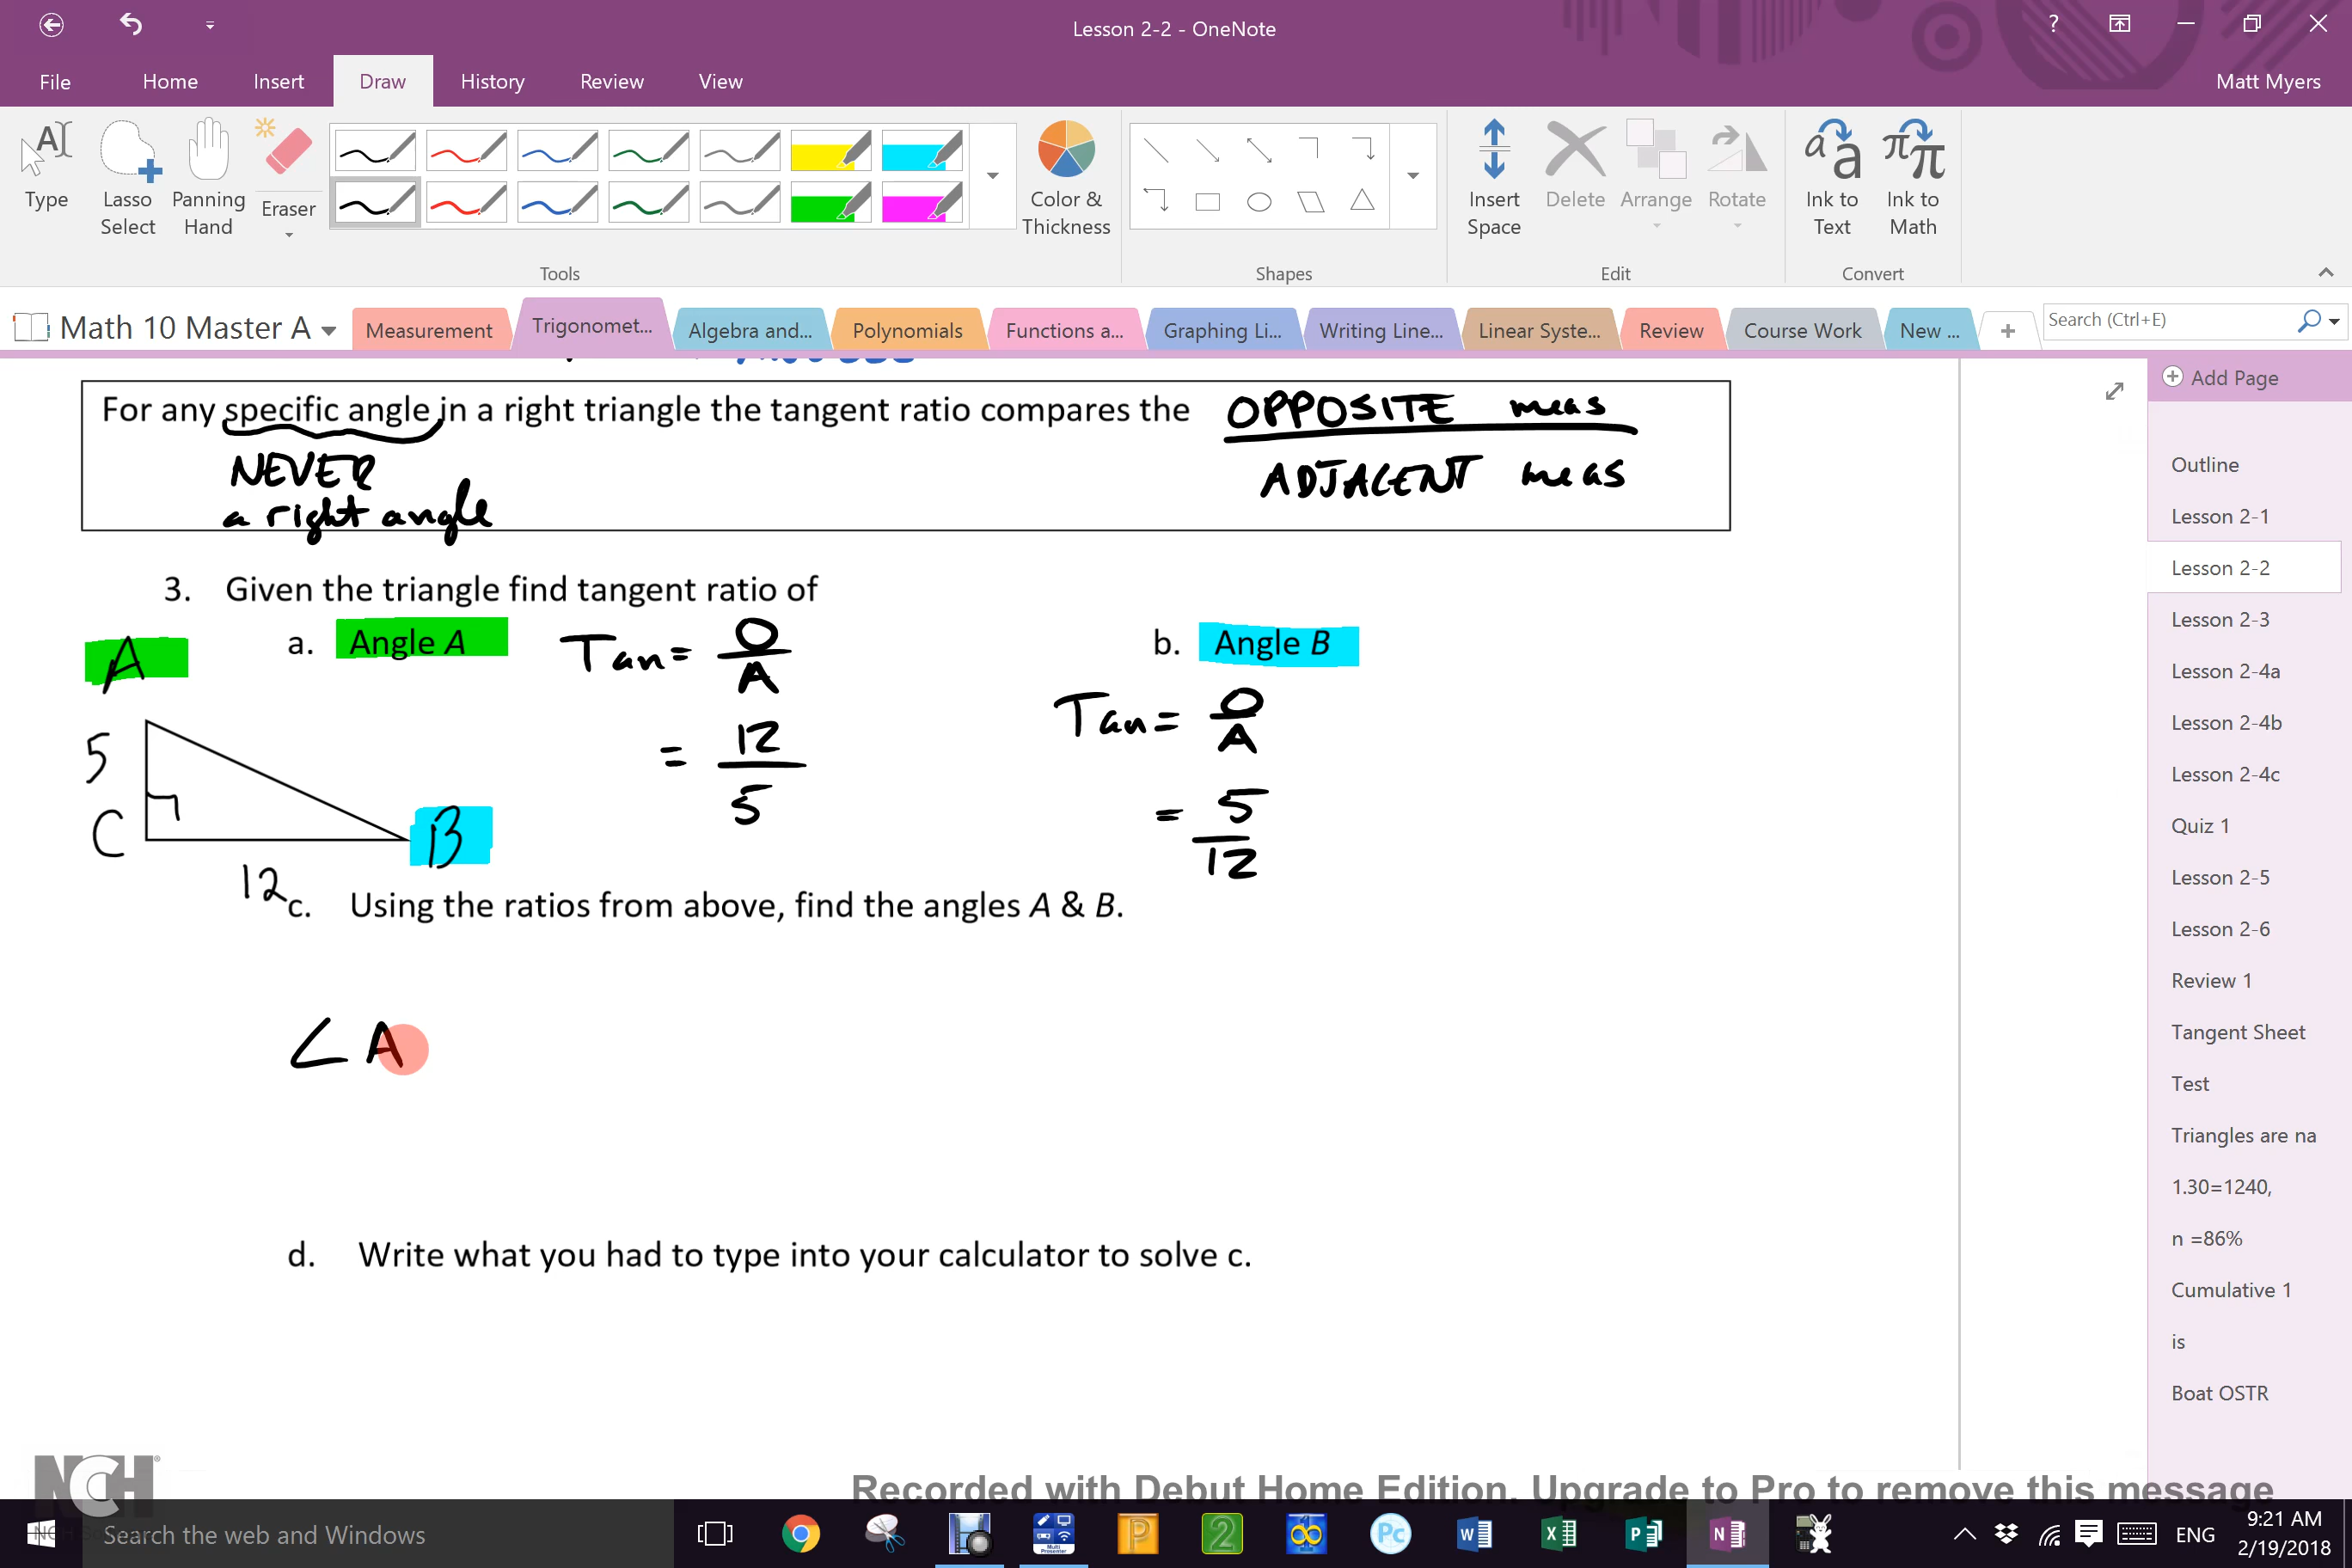 Lesson 2-2 - OneNote
?
File Home Insert Draw History Review View
Matt Myers
Type
Lasso Select
Panning Hand
Eraser
Color & Thickness
Insert Space
Delete
Arrange
Rotate
Ink to Text
Ink to Math
Tools
Shapes
Edit
Convert
Math 10 Master A
Measurement
Trigonomet...
Algebra and...
Polynomials
Functions a...
Graphing Li...
Writing Line...
Linear Syste...
Review
Course Work
New ...
+
Search (Ctrl+E)
For any specific angle in a right triangle the tangent ratio compares the
OPPOSITE meas
ADJACENT meas
NEVER
a right angle
3. Given the triangle find tangent ratio of
a. Angle A
Tan = O/A
= 12/5
b. Angle B
Tan = O/A
= 5/12
A
5
C
B
12
c. Using the ratios from above, find the angles A & B.
∠ A
d. Write what you had to type into your calculator to solve c.
Add Page
Outline
Lesson 2-1
Lesson 2-2
Lesson 2-3
Lesson 2-4a
Lesson 2-4b
Lesson 2-4c
Quiz 1
Lesson 2-5
Lesson 2-6
Review 1
Tangent Sheet
Test
Triangles are na
1.30=1240,
n =86%
Cumulative 1
is
Boat OSTR
NCH
Recorded with Debut Home Edition. Upgrade to Pro to remove this message
Search the web and Windows
ENG
9:21 AM
2/19/2018